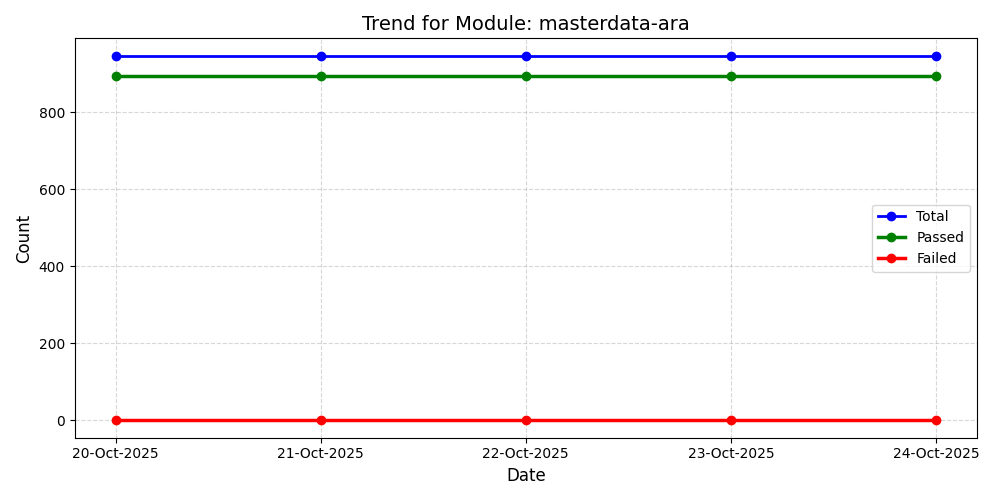 Trend for Module: masterdata-ara
Count
800
600
400
200
0
Total
Passed
Failed
20-Oct-2025
21-Oct-2025
22-Oct-2025
23-Oct-2025
24-Oct-2025
Date